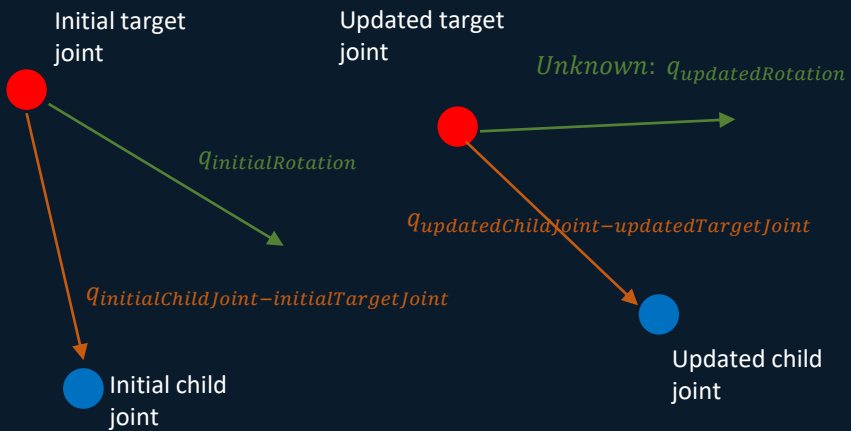 Initial target
joint
Updated target
joint
Unknown: q_updatedRotation
q_initialRotation
q_updatedChildJoint−updatedTargetJoint
q_initialChildJoint−initialTargetJoint
Initial child
joint
Updated child
joint